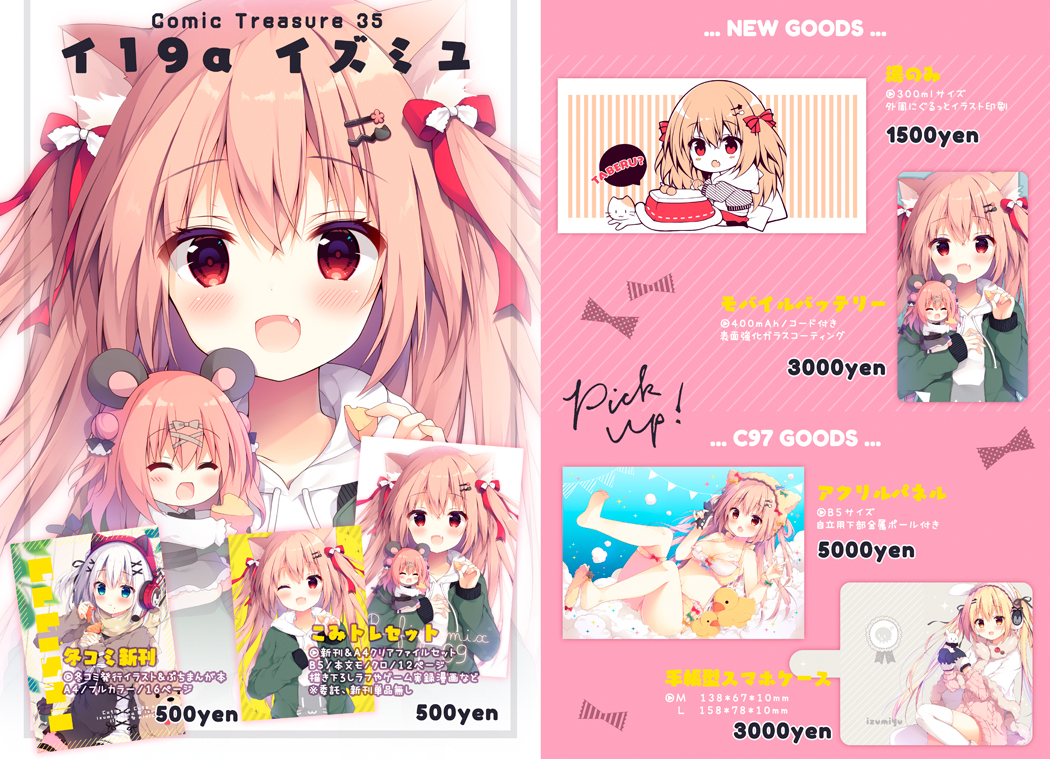 Comic Treasure 35
イ19a イズミユ
冬コミ新刊
冬コミ発行イラスト&ぷちまんが本
A4/フルカラー/16ページ
500yen
こみトレセット
新刊&A4クリアファイルセット
B5/本文モノクロ/12ページ
描き下ろしラフやゲーム実録漫画など
※委託、新刊単品無し
500yen
... NEW GOODS ...
湯のみ
300mlサイズ
外面にぐるっとイラスト印刷
1500yen
TABERU?
モバイルバッテリー
400mAh/コード付き
表面強化ガラスコーティング
3000yen
Pick up!
... C97 GOODS ...
アクリルパネル
B5サイズ
自立用下部金属ポール付き
5000yen
手帳型スマホケース
M 138*67*10mm
L 158*78*10mm
3000yen
izumiyu